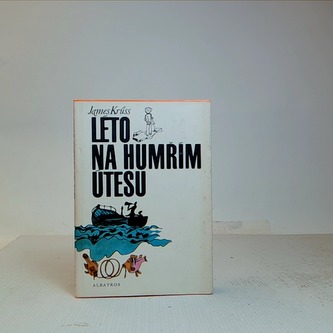 James Krüss
LÉTO
NA HUMŘÍM
ÚTESU
ALBATROS